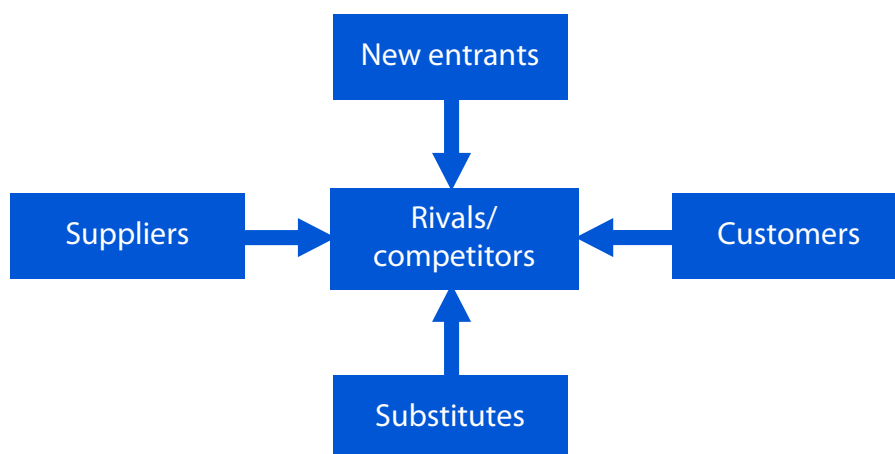 New entrants
Suppliers
Rivals/
competitors
Customers
Substitutes